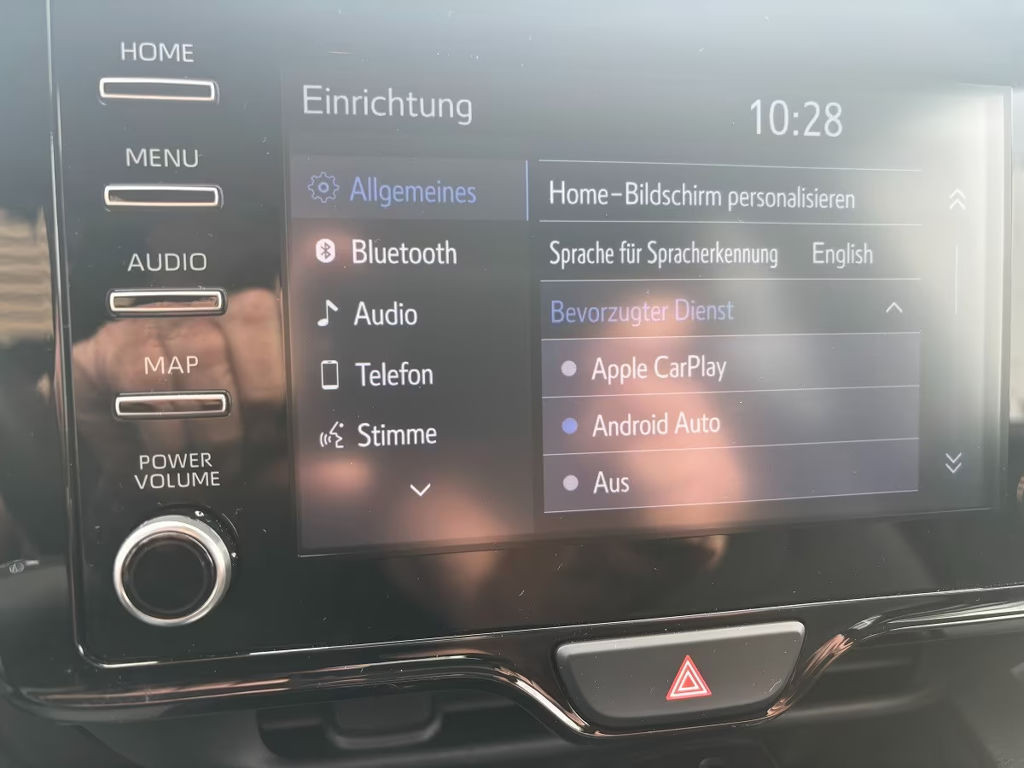 HOME
MENU
AUDIO
MAP
POWER
VOLUME
Einrichtung
10:28
Allgemeines
Bluetooth
Audio
Telefon
Stimme
Home-Bildschirm personalisieren
Sprache für Spracherkennung English
Bevorzugter Dienst
Apple CarPlay
Android Auto
Aus